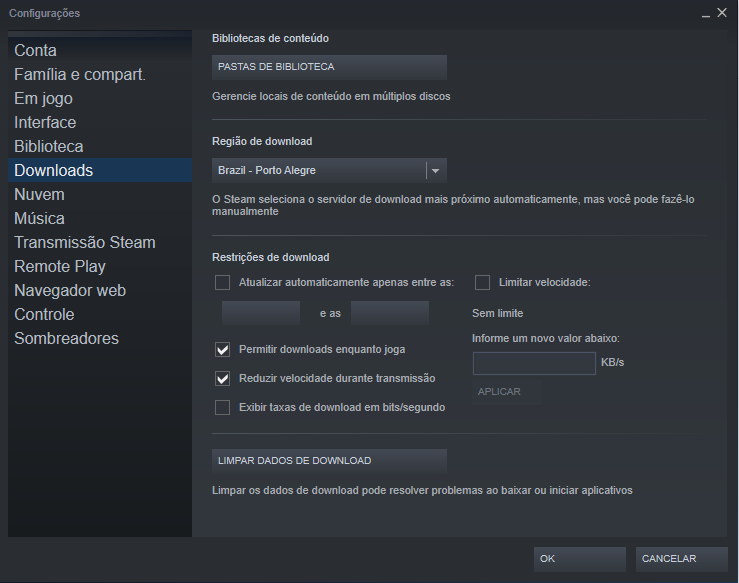 Configurações
Conta
Família e compart.
Em jogo
Interface
Biblioteca
Downloads
Nuvem
Música
Transmissão Steam
Remote Play
Navegador web
Controle
Sombreadores
Bibliotecas de conteúdo
PASTAS DE BIBLIOTECA
Gerencie locais de conteúdo em múltiplos discos
Região de download
Brazil - Porto Alegre
O Steam seleciona o servidor de download mais próximo automaticamente, mas você pode fazê-lo
manualmente
Restrições de download
Atualizar automaticamente apenas entre as:
e as
Permitir downloads enquanto joga
Reduzir velocidade durante transmissão
Exibir taxas de download em bits/segundo
Limitar velocidade:
Sem limite
Informe um novo valor abaixo:
KB/s
APLICAR
LIMPAR DADOS DE DOWNLOAD
Limpar os dados de download pode resolver problemas ao baixar ou iniciar aplicativos
OK
CANCELAR